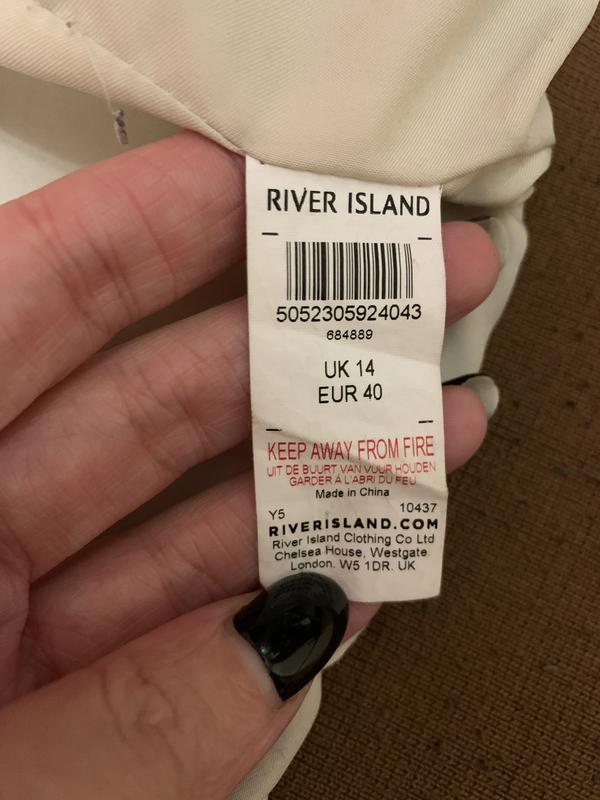 RIVER ISLAND
5052305924043
684889
UK 14
EUR 40
KEEP AWAY FROM FIRE
UIT DE BUURT VAN VUUR HOUDEN
GARDER À L'ABRI DU FEU
Made in China
Y5 10437
RIVERISLAND.COM
River Island Clothing Co Ltd
Chelsea House, Westgate.
London. W5 1DR. UK